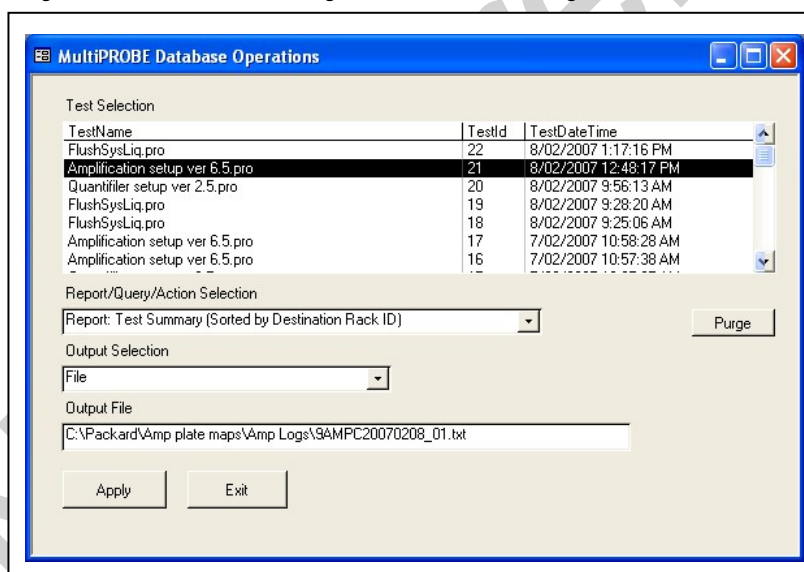 MultiPROBE Database Operations
Test Selection
TestName TestId TestDateTime
FlushSysLiq.pro 22 8/02/2007 1:17:16 PM
Amplification setup ver 6.5.pro 21 8/02/2007 12:48:17 PM
Quantifiler setup ver 2.5.pro 20 8/02/2007 9:56:13 AM
FlushSysLiq.pro 19 8/02/2007 9:28:20 AM
FlushSysLiq.pro 18 8/02/2007 9:25:06 AM
Amplification setup ver 6.5.pro 17 7/02/2007 10:58:28 AM
Amplification setup ver 6.5.pro 16 7/02/2007 10:57:38 AM
Report/Query/Action Selection
Report: Test Summary (Sorted by Destination Rack ID)
Purge
Output Selection
File
Output File
C:\Packard\Amp plate maps\Amp Logs\9AMPC20070208_01.txt
Apply Exit